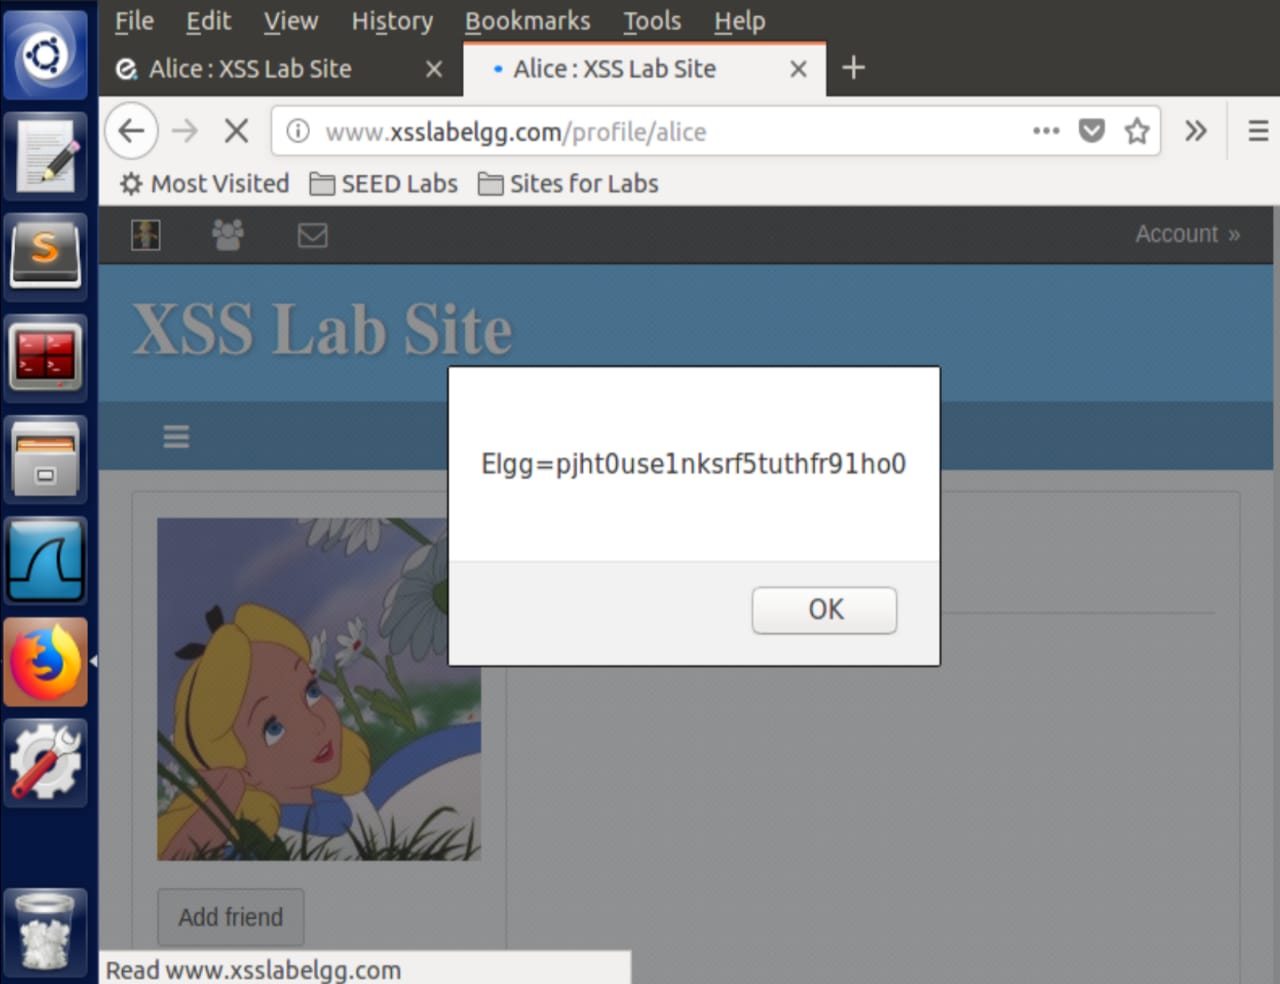 File Edit View History Bookmarks Tools Help
Alice : XSS Lab Site
Alice : XSS Lab Site
www.xsslabelgg.com/profile/alice
Most Visited SEED Labs Sites for Labs
Account »
XSS Lab Site
Elgg=pjht0use1nksrf5tuthfr91ho0
OK
Add friend
Read www.xsslabelgg.com